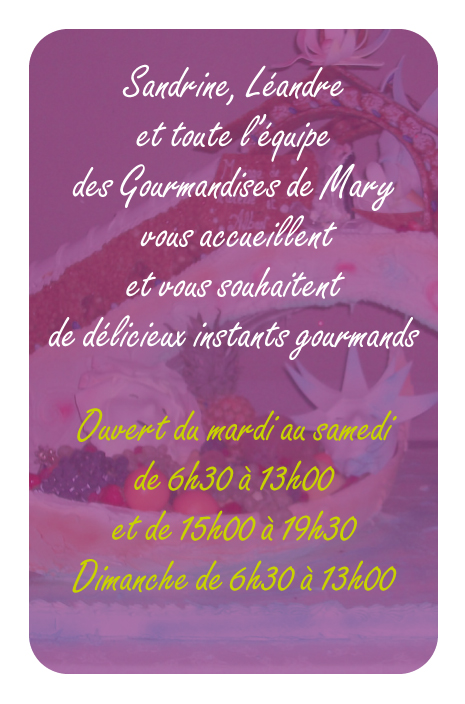 Sandrine, Léandre
et toute l'équipe
des Gourmandises de Mary
vous accueillent
et vous souhaitent
de délicieux instants gourmands
Ouvert du mardi au samedi
de 6h30 à 13h00
et de 15h00 à 19h30
Dimanche de 6h30 à 13h00